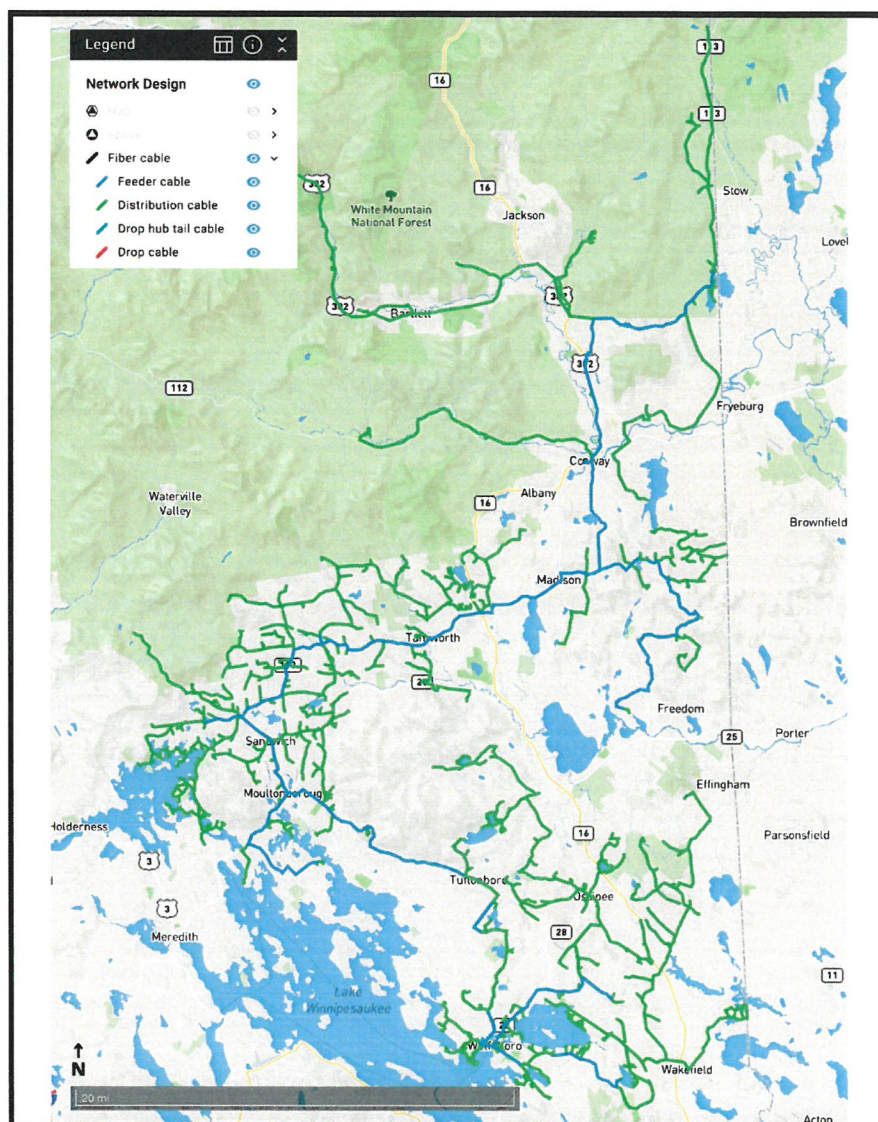 Legend
Network Design
Fiber cable
Feeder cable
Distribution cable
Drop hub tail cable
Drop cable
113
16
113
302
16
White Mountain
National Forest
Jackson
Stow
302
302
Bartlett
302
112
Fryeburg
Conway
Waterville
Valley
16
Albany
Brownfield
Madison
Tamworth
Freedom
25
Porter
Sandwich
Effingham
Moultonboroug
Holderness
3
16
Parsonsfield
3
Tuftonboro
Ossipee
Meredith
28
11
Lake
Winnipesaukee
Wolfeboro
Wakefield
N
20 mi
Acton